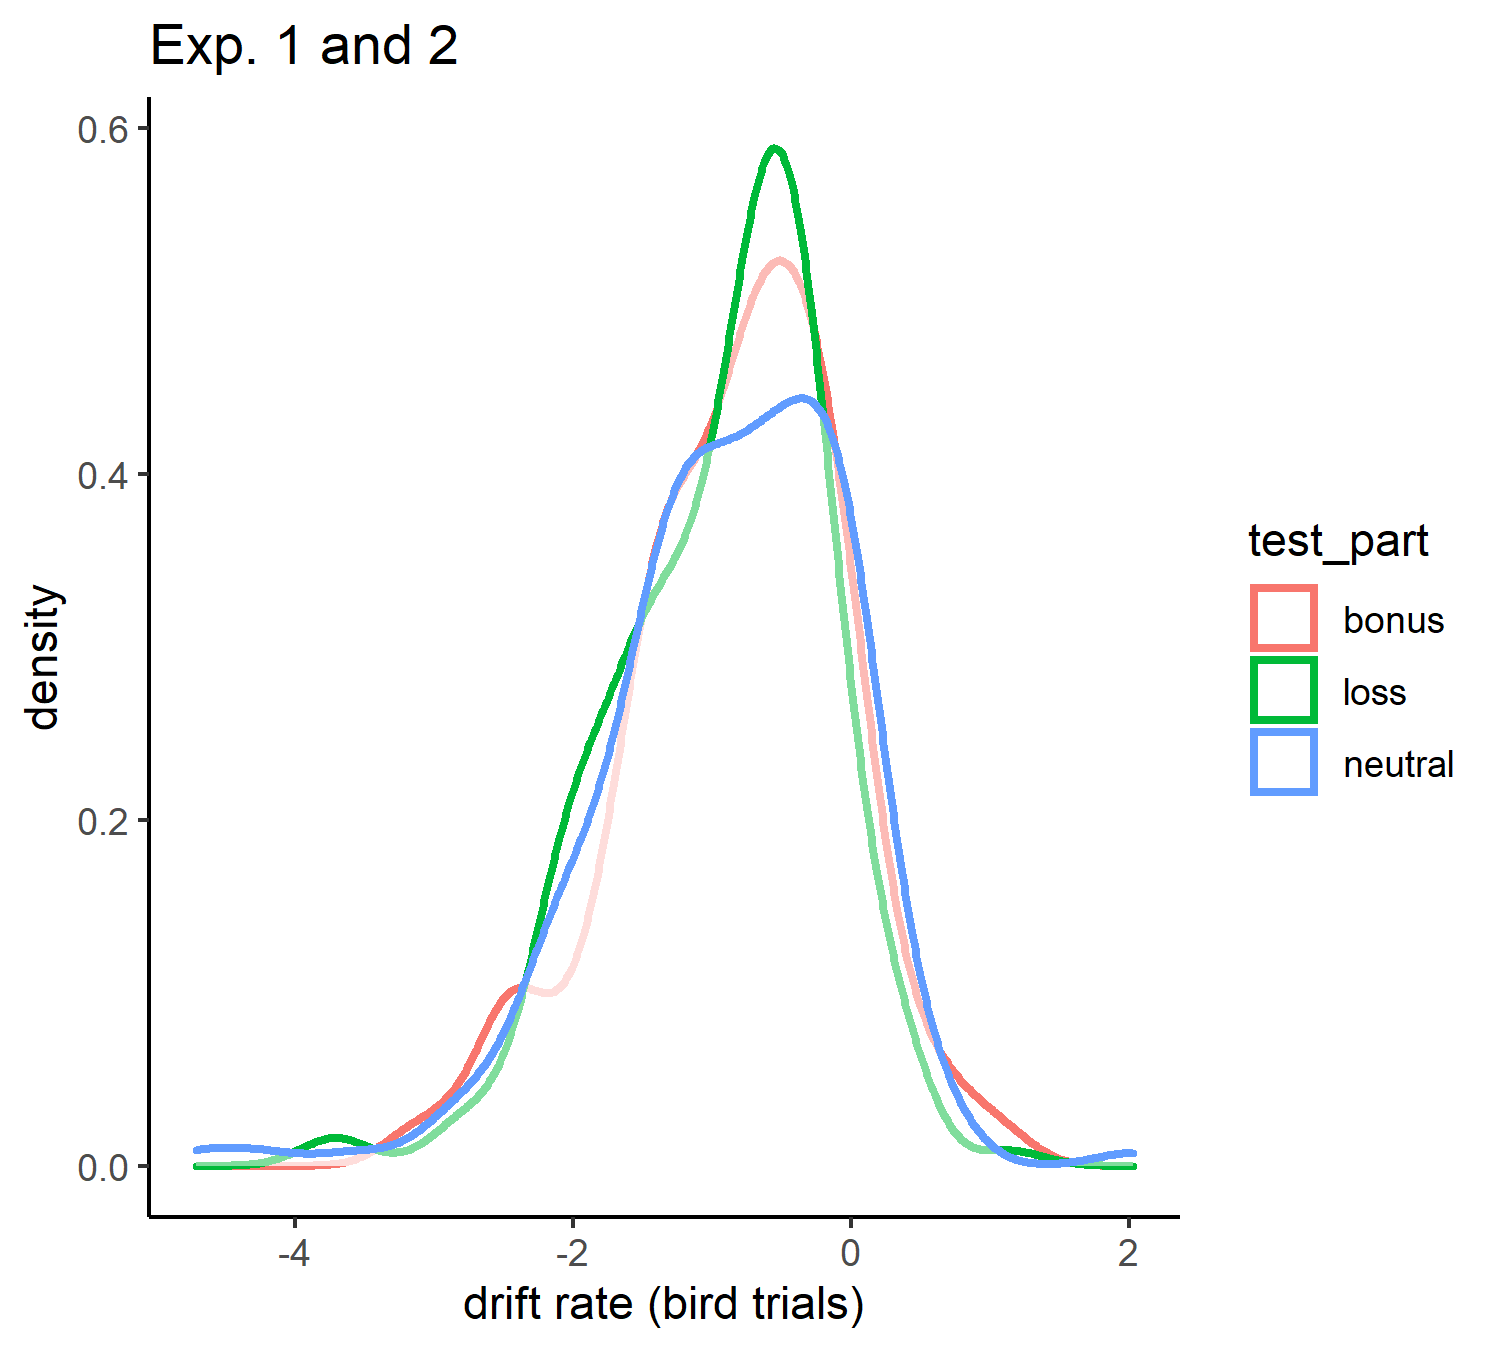 Exp. 1 and 2
0.6
0.4
0.2
0.0
density
-4
-2
0
2
drift rate (bird trials)
test_part
bonus
loss
neutral